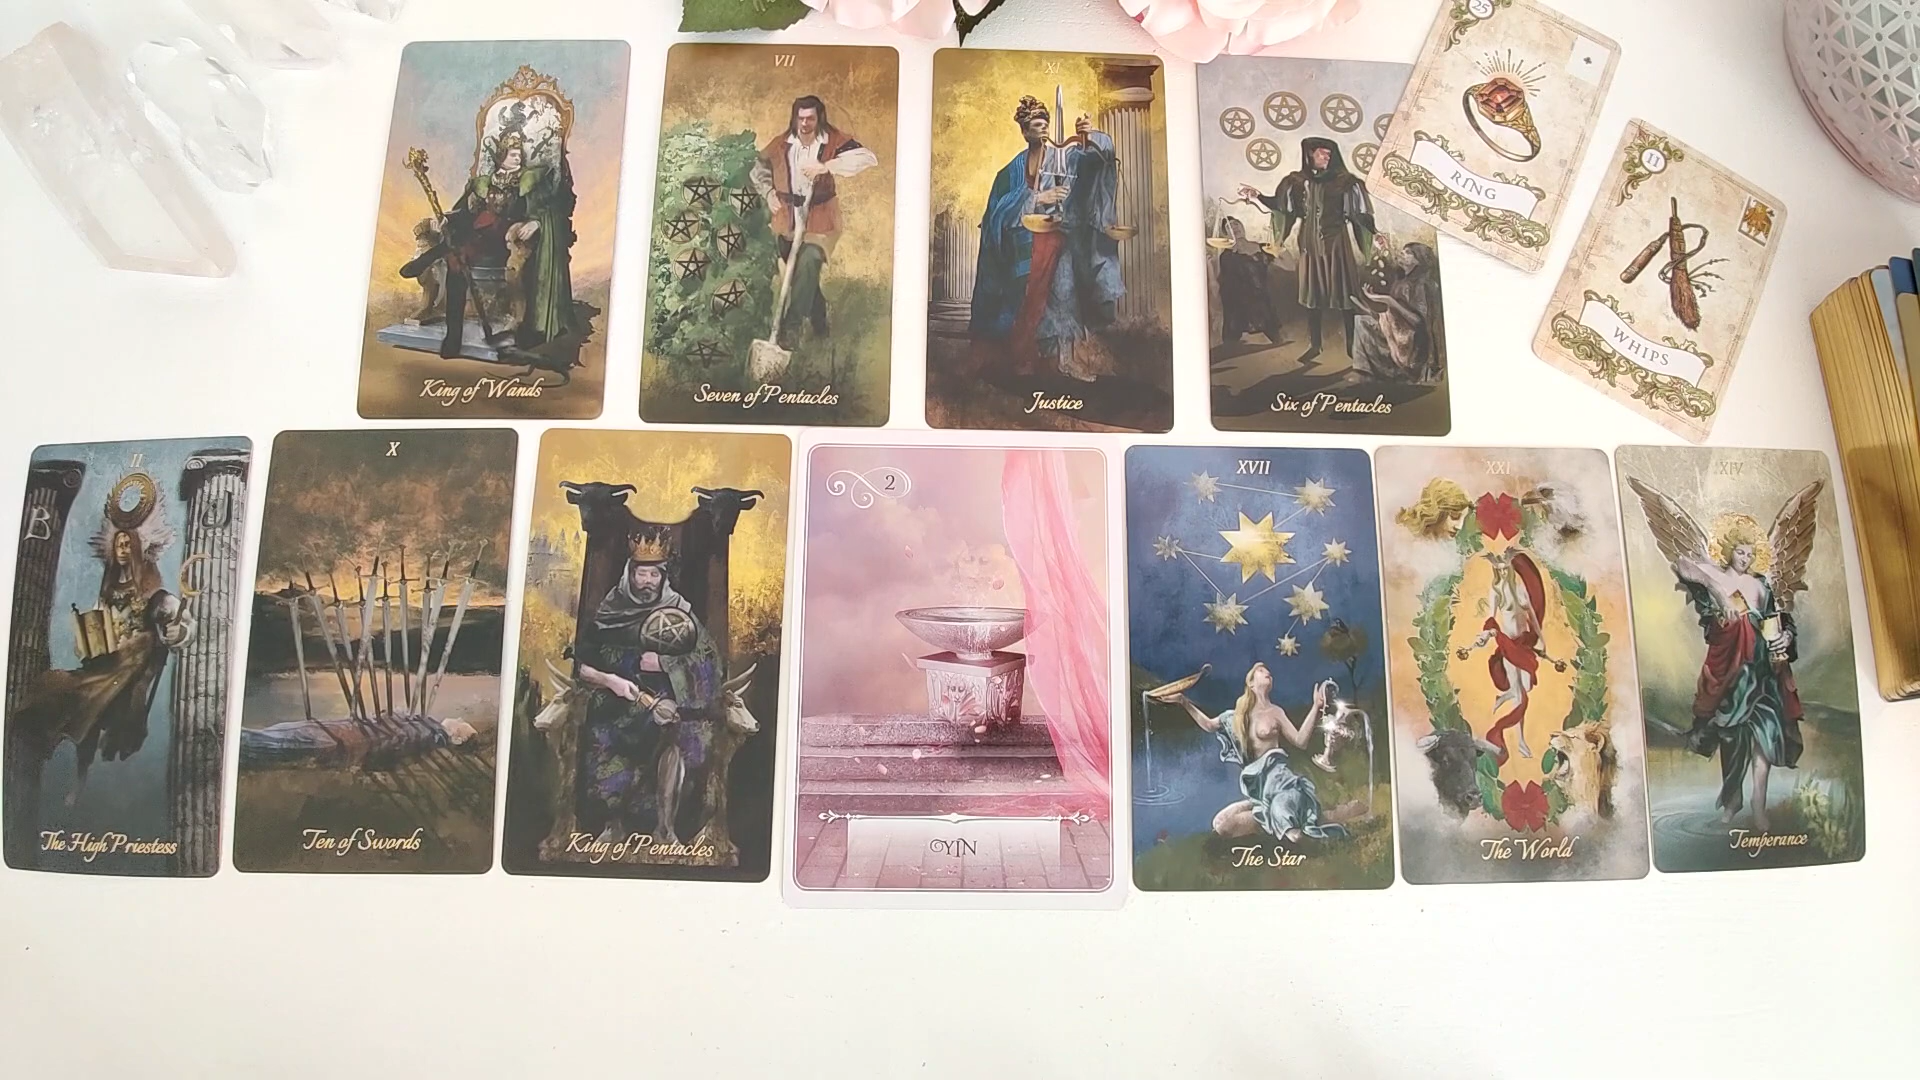 King of Wands
VII
Seven of Pentacles
XI
Justice
Six of Pentacles
25
RING
11
WHIPS
II
B
J
The High Priestess
X
Ten of Swords
King of Pentacles
2
YIN
XVII
The Star
XXI
The World
XIV
Temperance